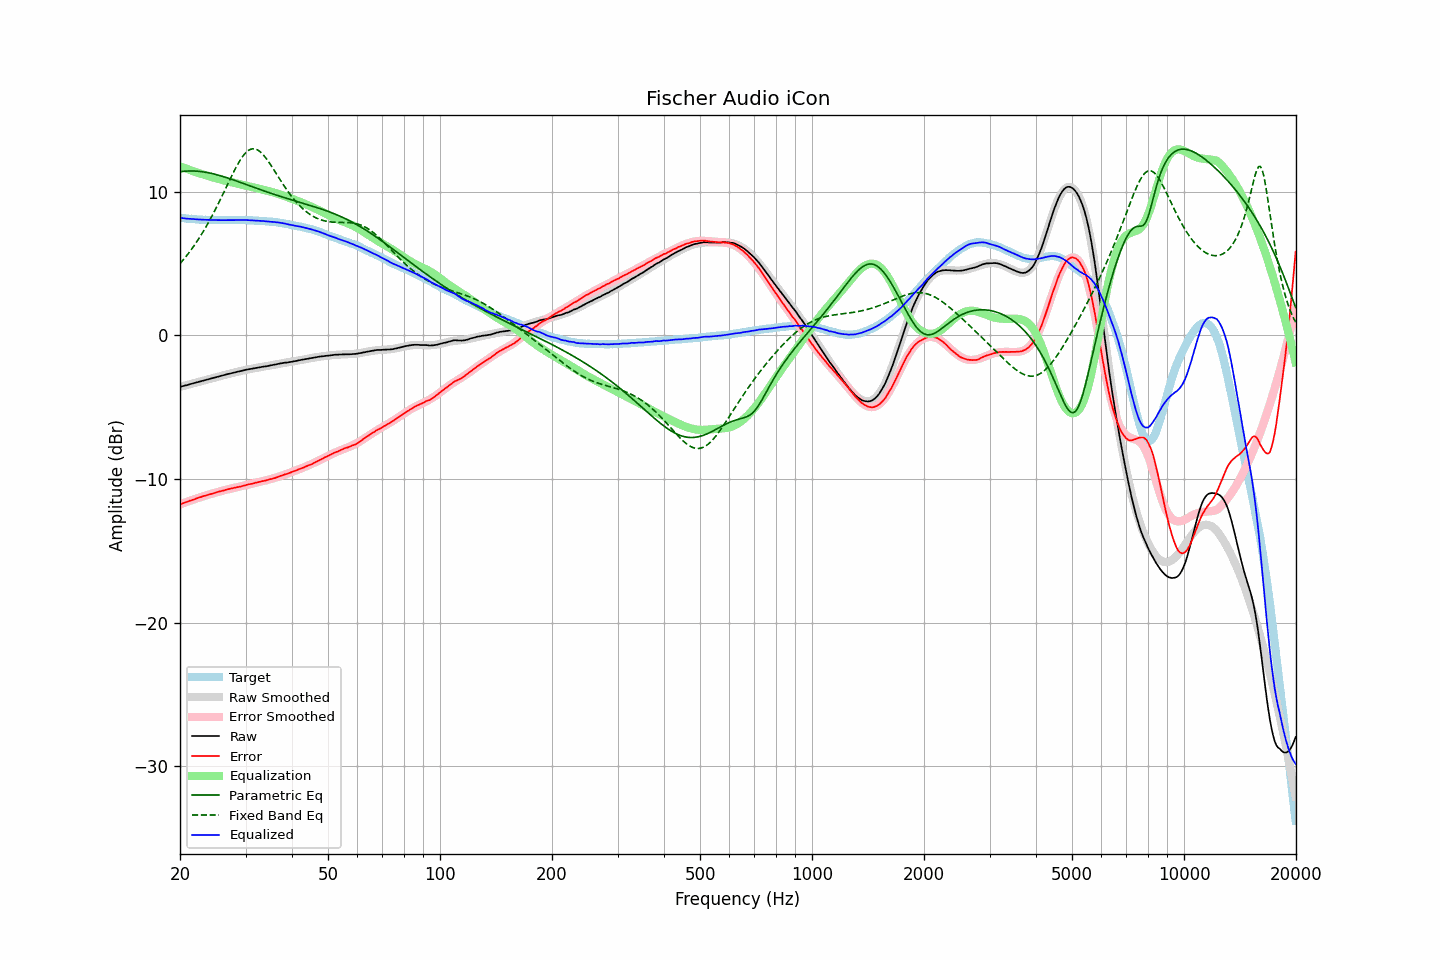 Fischer Audio iCon
Amplitude (dBr)
10
0
−10
−20
−30
Target
Raw Smoothed
Error Smoothed
Raw
Error
Equalization
Parametric Eq
Fixed Band Eq
Equalized
20 50 100 200 500 1000 2000 5000 10000 20000
Frequency (Hz)